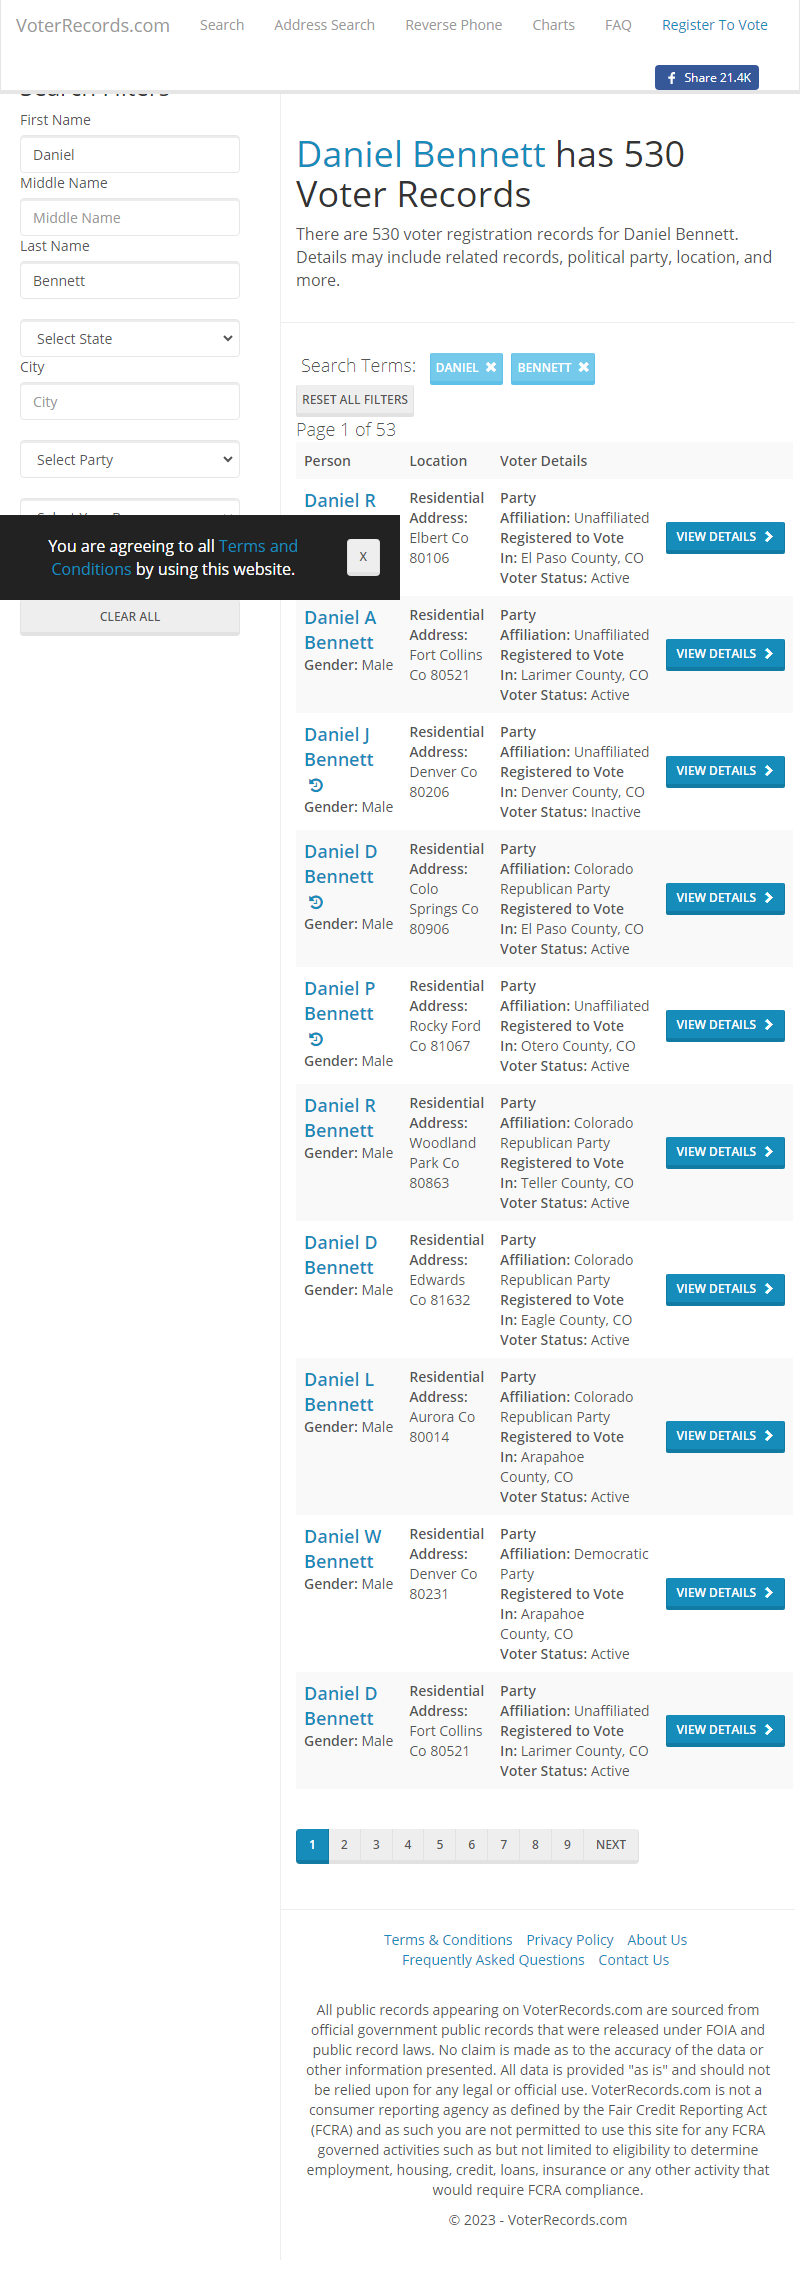 VoterRecords.com Search Address Search Reverse Phone Charts FAQ Register To Vote
Share 21.4K
Search Filters
First Name
Daniel
Middle Name
Middle Name
Last Name
Bennett
Select State
City
City
Select Party
You are agreeing to all Terms and
Conditions by using this website.
X
CLEAR ALL
Daniel Bennett has 530
Voter Records
There are 530 voter registration records for Daniel Bennett.
Details may include related records, political party, location, and
more.
Search Terms: DANIEL ✖ BENNETT ✖
RESET ALL FILTERS
Page 1 of 53
Person Location Voter Details
Daniel R
Residential
Address:
Elbert Co
80106
Party
Affiliation: Unaffiliated
Registered to Vote
In: El Paso County, CO
Voter Status: Active
VIEW DETAILS
Daniel A
Bennett
Gender: Male
Residential
Address:
Fort Collins
Co 80521
Party
Affiliation: Unaffiliated
Registered to Vote
In: Larimer County, CO
Voter Status: Active
VIEW DETAILS
Daniel J
Bennett
Gender: Male
Residential
Address:
Denver Co
80206
Party
Affiliation: Unaffiliated
Registered to Vote
In: Denver County, CO
Voter Status: Inactive
VIEW DETAILS
Daniel D
Bennett
Gender: Male
Residential
Address:
Colo
Springs Co
80906
Party
Affiliation: Colorado
Republican Party
Registered to Vote
In: El Paso County, CO
Voter Status: Active
VIEW DETAILS
Daniel P
Bennett
Gender: Male
Residential
Address:
Rocky Ford
Co 81067
Party
Affiliation: Unaffiliated
Registered to Vote
In: Otero County, CO
Voter Status: Active
VIEW DETAILS
Daniel R
Bennett
Gender: Male
Residential
Address:
Woodland
Park Co
80863
Party
Affiliation: Colorado
Republican Party
Registered to Vote
In: Teller County, CO
Voter Status: Active
VIEW DETAILS
Daniel D
Bennett
Gender: Male
Residential
Address:
Edwards
Co 81632
Party
Affiliation: Colorado
Republican Party
Registered to Vote
In: Eagle County, CO
Voter Status: Active
VIEW DETAILS
Daniel L
Bennett
Gender: Male
Residential
Address:
Aurora Co
80014
Party
Affiliation: Colorado
Republican Party
Registered to Vote
In: Arapahoe
County, CO
Voter Status: Active
VIEW DETAILS
Daniel W
Bennett
Gender: Male
Residential
Address:
Denver Co
80231
Party
Affiliation: Democratic
Party
Registered to Vote
In: Arapahoe
County, CO
Voter Status: Active
VIEW DETAILS
Daniel D
Bennett
Gender: Male
Residential
Address:
Fort Collins
Co 80521
Party
Affiliation: Unaffiliated
Registered to Vote
In: Larimer County, CO
Voter Status: Active
VIEW DETAILS
1 2 3 4 5 6 7 8 9 NEXT
Terms & Conditions Privacy Policy About Us
Frequently Asked Questions Contact Us
All public records appearing on VoterRecords.com are sourced from
official government public records that were released under FOIA and
public record laws. No claim is made as to the accuracy of the data or
other information presented. All data is provided "as is" and should not
be relied upon for any legal or official use. VoterRecords.com is not a
consumer reporting agency as defined by the Fair Credit Reporting Act
(FCRA) and as such you are not permitted to use this site for any FCRA
governed activities such as but not limited to eligibility to determine
employment, housing, credit, loans, insurance or any other activity that
would require FCRA compliance.
© 2023 - VoterRecords.com